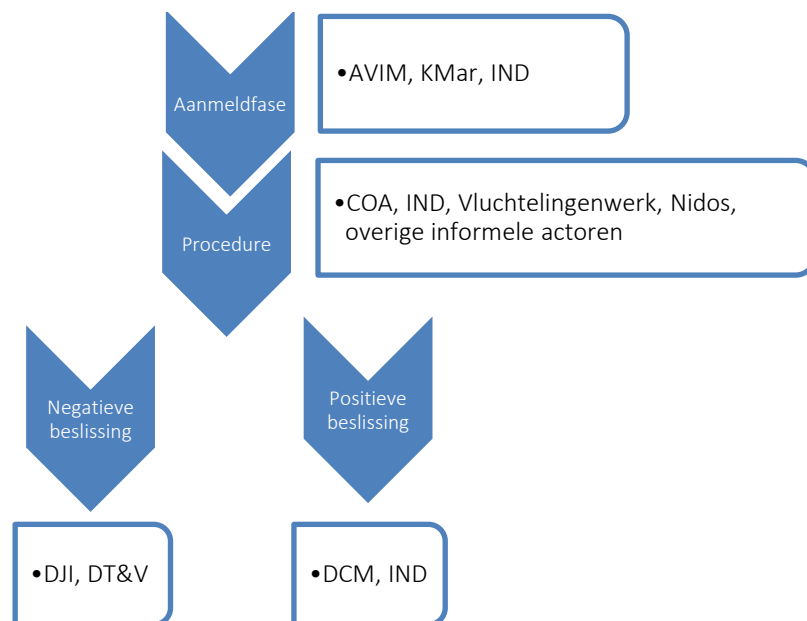 Aanmeldfase
•AVIM, KMar, IND
Procedure
•COA, IND, Vluchtelingenwerk, Nidos,
overige informele actoren
Negatieve
beslissing
Positieve
beslissing
•DJI, DT&V
•DCM, IND